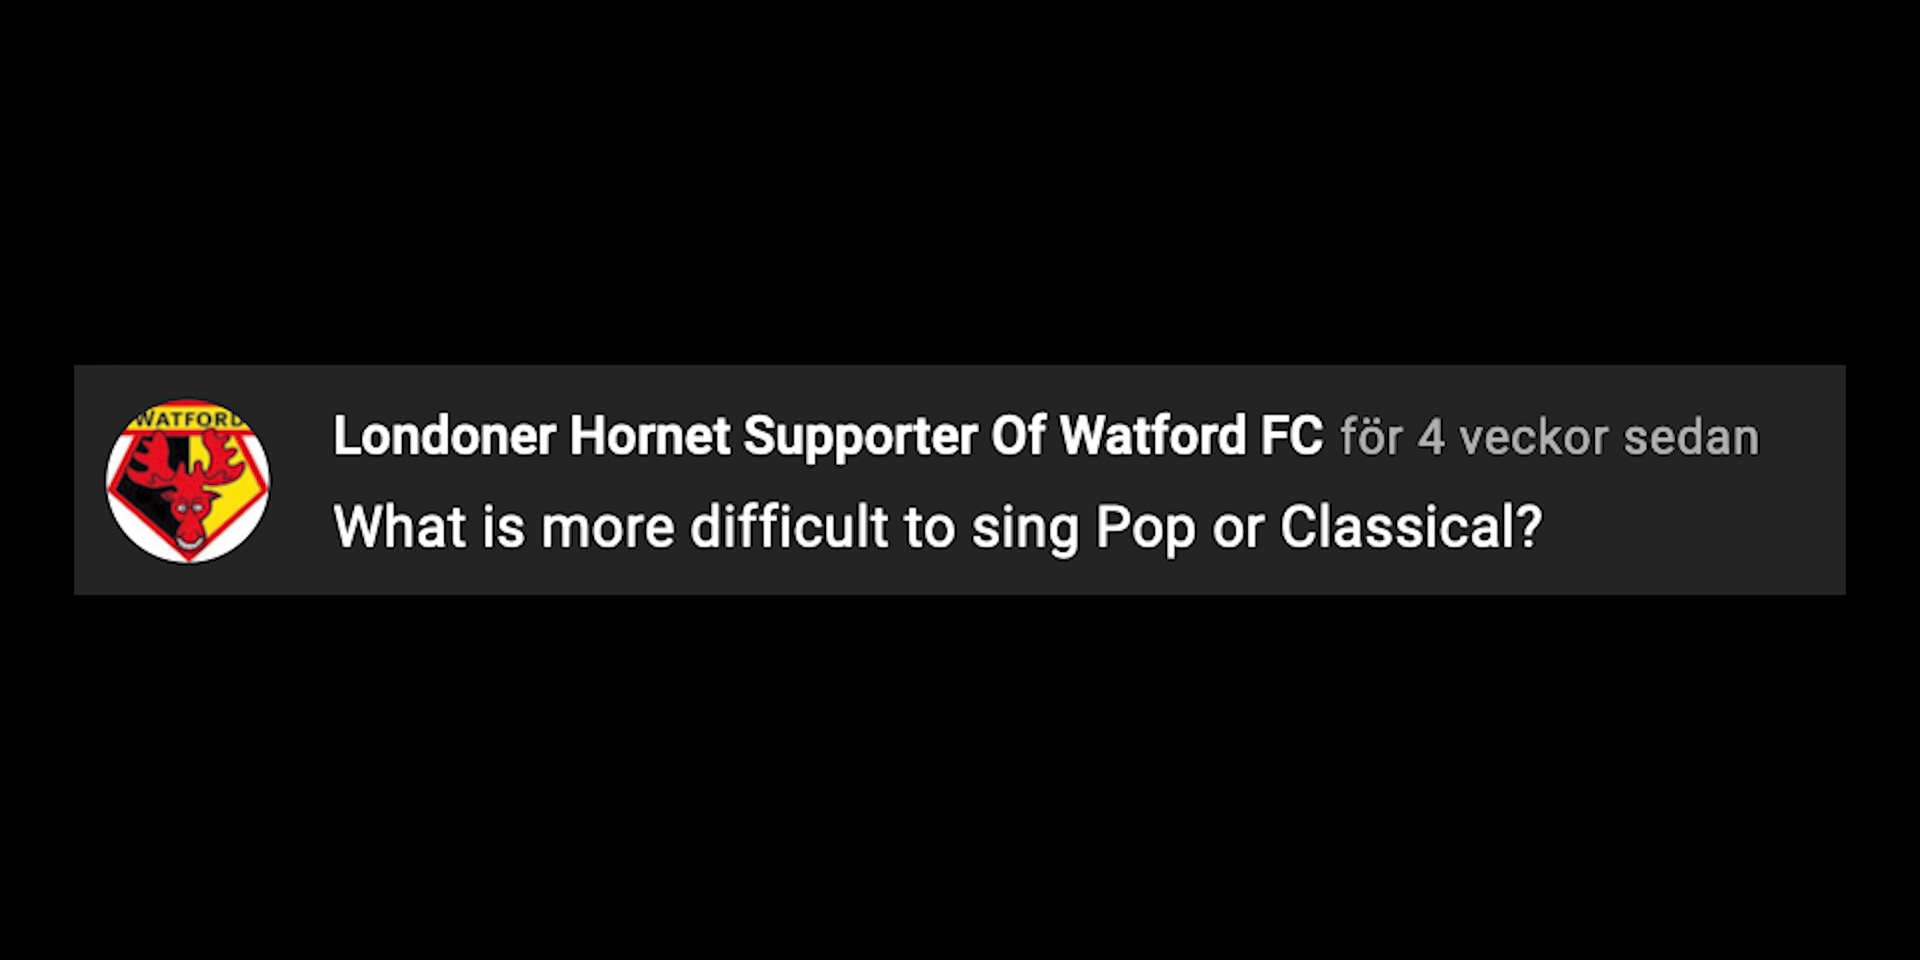 WATFORD
Londoner Hornet Supporter Of Watford FC för 4 veckor sedan
What is more difficult to sing Pop or Classical?